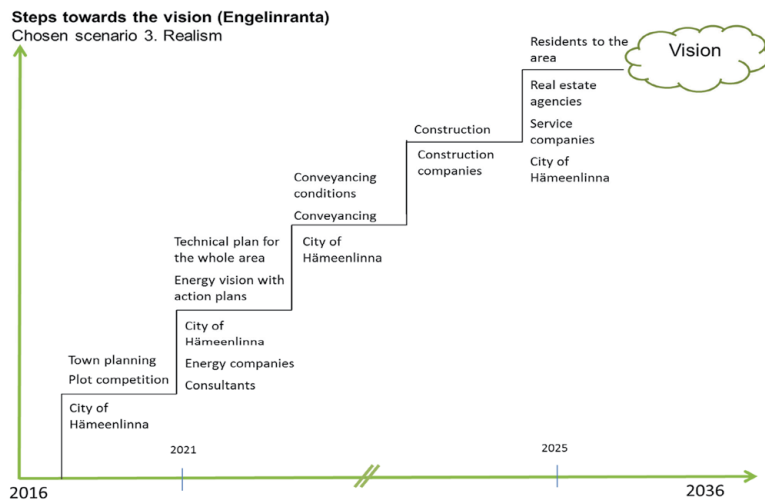 Steps towards the vision (Engelinranta)
Chosen scenario 3. Realism
Residents to the
area
Vision
Real estate
agencies
Service
companies
City of
Hämeenlinna
Construction
Construction
companies
Conveyancing
conditions
Conveyancing
City of
Hämeenlinna
Technical plan for
the whole area
Energy vision with
action plans
City of
Hämeenlinna
Energy companies
Consultants
Town planning
Plot competition
City of
Hämeenlinna
2021
2025
2016
2036